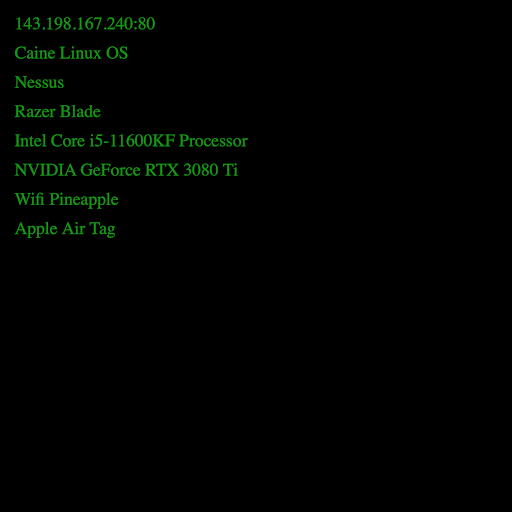 143.198.167.240:80
Caine Linux OS
Nessus
Razer Blade
Intel Core i5-11600KF Processor
NVIDIA GeForce RTX 3080 Ti
Wifi Pineapple
Apple Air Tag